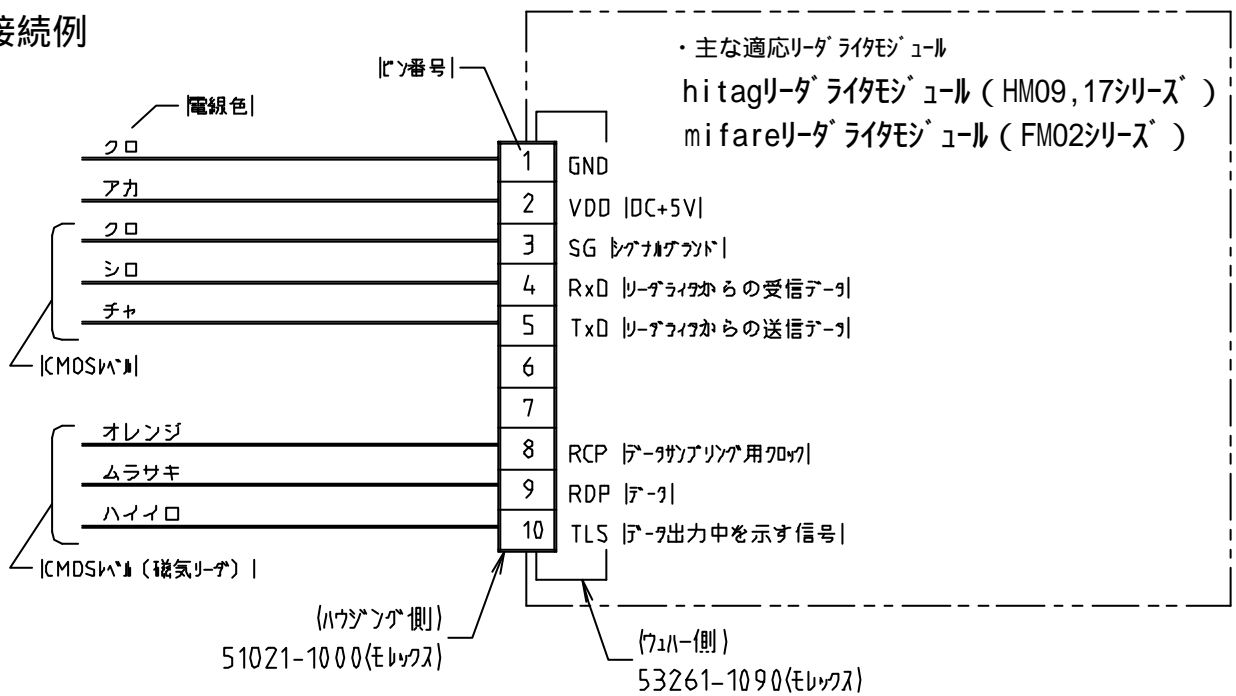 接続例
・主な適応ﾘｰﾀﾞﾗｲﾀﾓｼﾞｭｰﾙ
hitagﾘｰﾀﾞﾗｲﾀﾓｼﾞｭｰﾙ（HM09,17ｼﾘｰｽﾞ）
mifareﾘｰﾀﾞﾗｲﾀﾓｼﾞｭｰﾙ（FM02ｼﾘｰｽﾞ）
|ﾋﾟﾝ番号|
|電線色|
クロ 1 GND
アカ 2 VDD |DC+5V|
クロ 3 SG |ｼｸﾞﾅﾙｸﾞﾗﾝﾄﾞ|
シロ 4 RxD |ﾘｰﾀﾞﾗｲﾀからの受信ﾃﾞｰﾀ|
チャ 5 TxD |ﾘｰﾀﾞﾗｲﾀからの送信ﾃﾞｰﾀ|
|CMOSﾚﾍﾞﾙ|
6
7
オレンジ 8 RCP |ﾃﾞｰﾀｻﾝﾌﾟﾘﾝｸﾞ用ｸﾛｯｸ|
ムラサキ 9 RDP |ﾃﾞｰﾀ|
ハイイロ 10 TLS |ﾃﾞｰﾀ出力中を示す信号|
|CMOSﾚﾍﾞﾙ（磁気ﾘｰﾀﾞ）|
(ﾊｳｼﾞﾝｸﾞ側)
51021-1000(ﾓﾚｯｸｽ)
(ｳｪﾊｰ側)
53261-1090(ﾓﾚｯｸｽ)